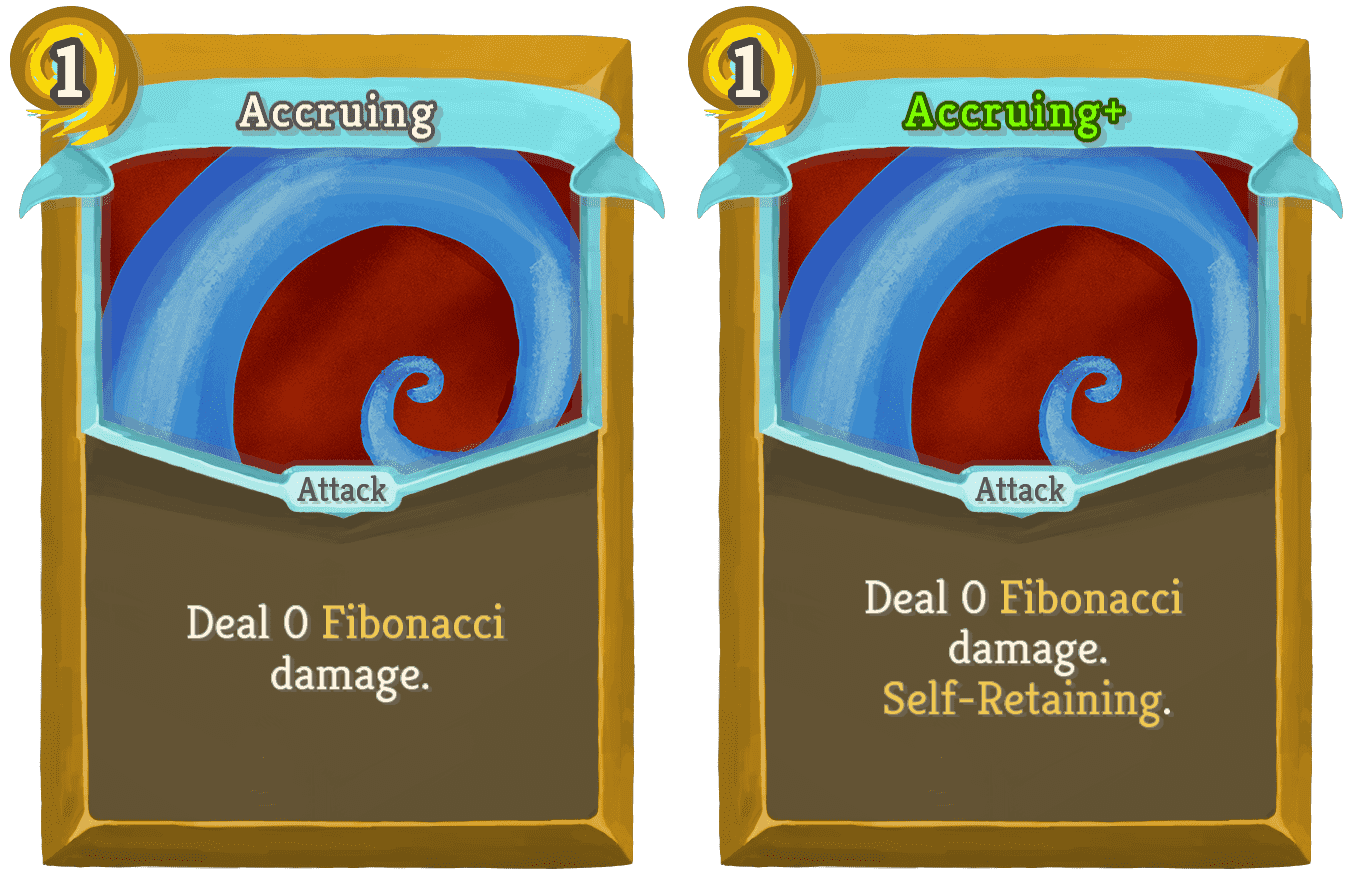 1
Accruing
Attack
Deal 0 Fibonacci
damage.
1
Accruing+
Attack
Deal 0 Fibonacci
damage.
Self-Retaining.